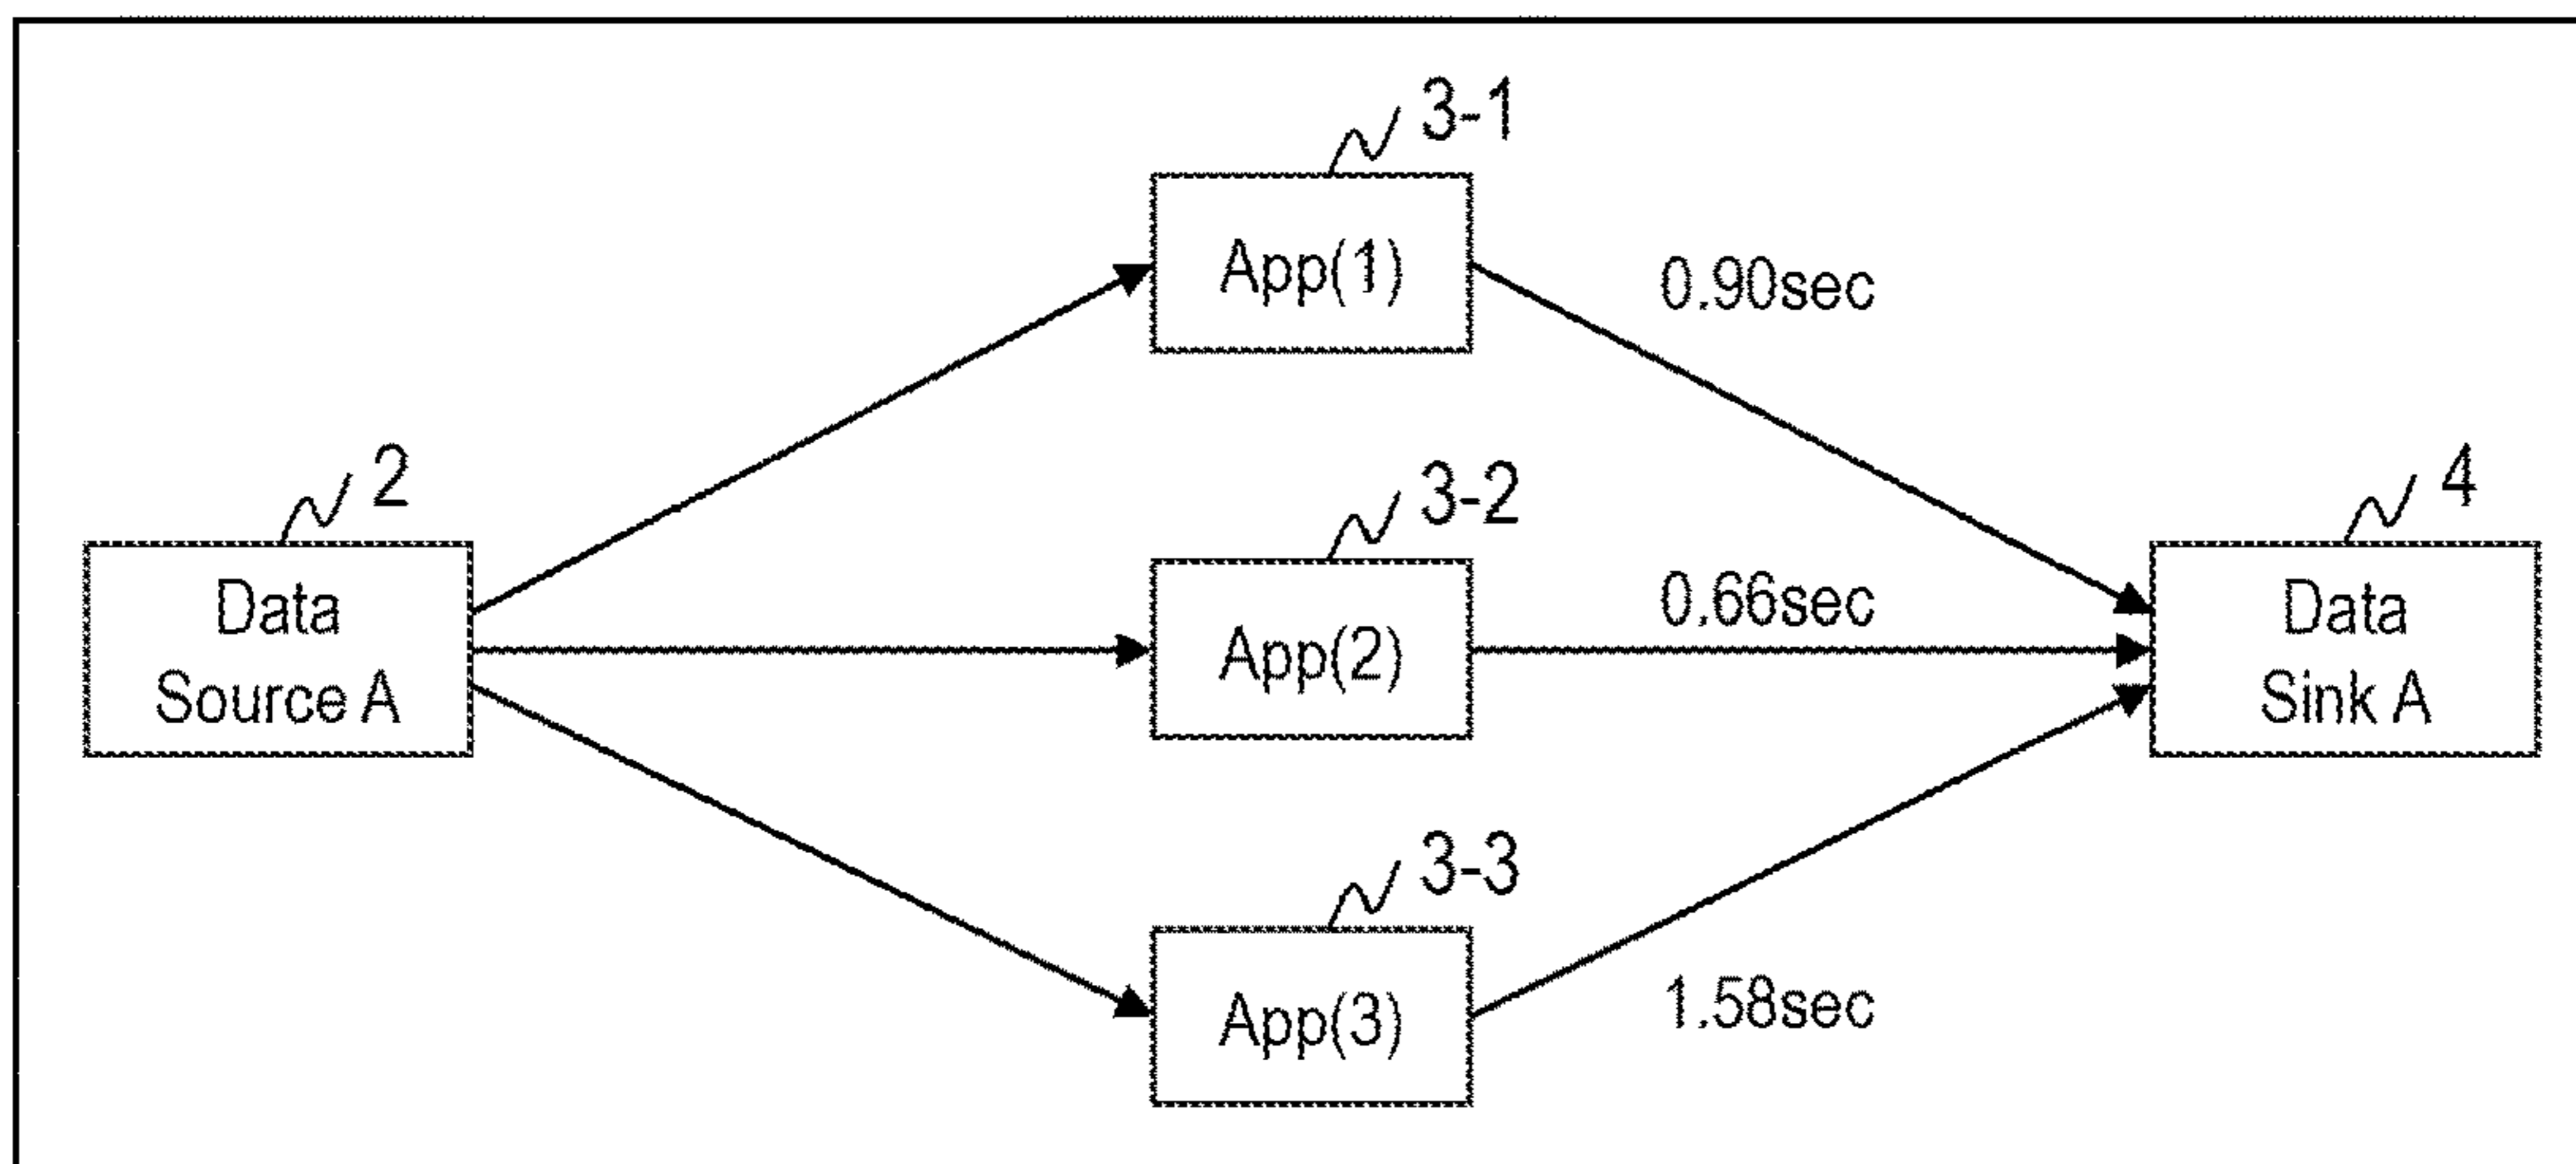 3-1
App(1)
0.90sec
2
3-2
4
Data
Source A
App(2)
0.66sec
Data
Sink A
3-3
App(3)
1.58sec